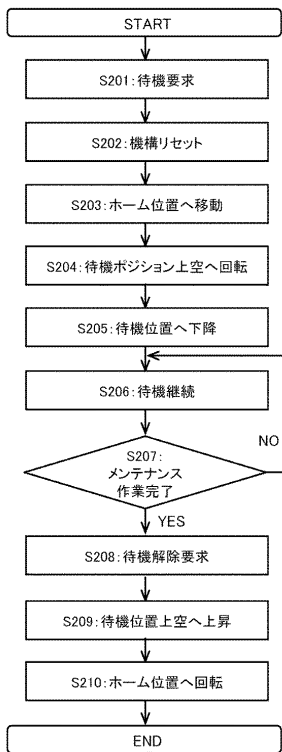 START
S201:待機要求
S202:機構リセット
S203:ホーム位置へ移動
S204:待機ポジション上空へ回転
S205:待機位置へ下降
S206:待機継続
S207:
メンテナンス
作業完了
NO
YES
S208:待機解除要求
S209:待機位置上空へ上昇
S210:ホーム位置へ回転
END